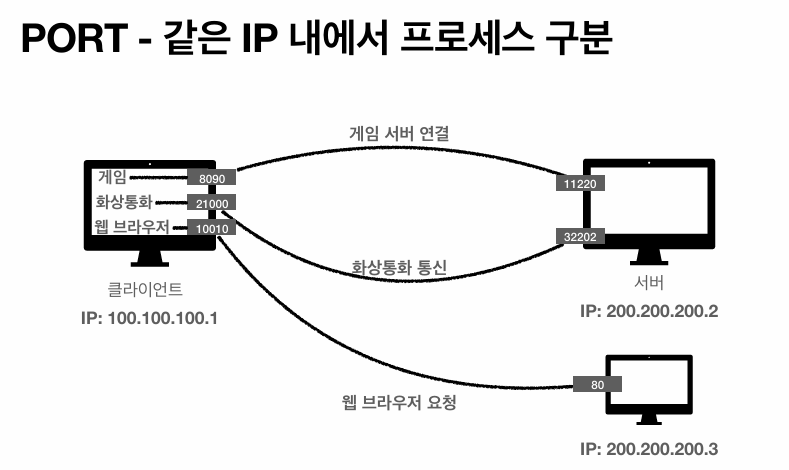 PORT - 같은 IP 내에서 프로세스 구분
게임 서버 연결
게임
8090
11220
화상통화
21000
웹 브라우저
10010
32202
화상통화 통신
클라이언트
서버
IP: 100.100.100.1
IP: 200.200.200.2
80
웹 브라우저 요청
IP: 200.200.200.3